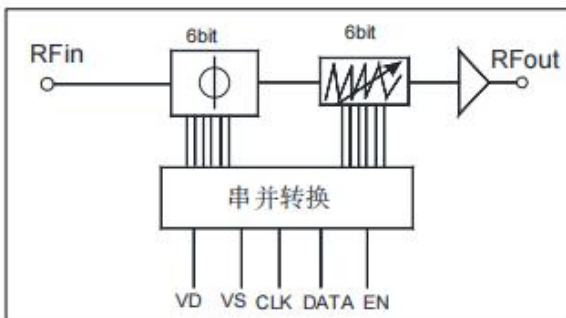 6bit
6bit
RFin
RFout
串并转换
VD VS CLK DATA EN